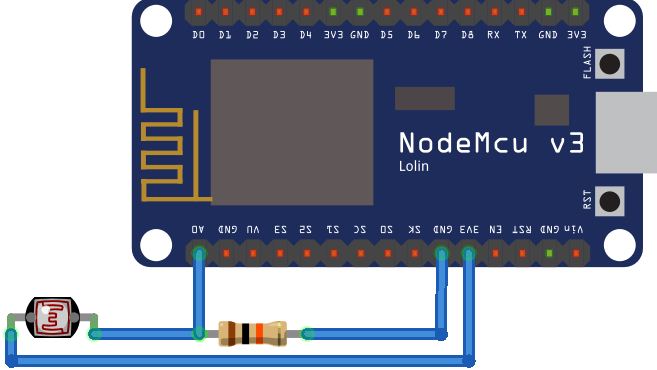 D0 D1 D2 D3 D4 3V3 GND D5 D6 D7 D8 RX TX GND 3V3
FLASH
NodeMcu v3
Lolin
RST
A0 GND VU S3 S2 S1 SC S0 SK GND 3V3 EN RST GND Vin